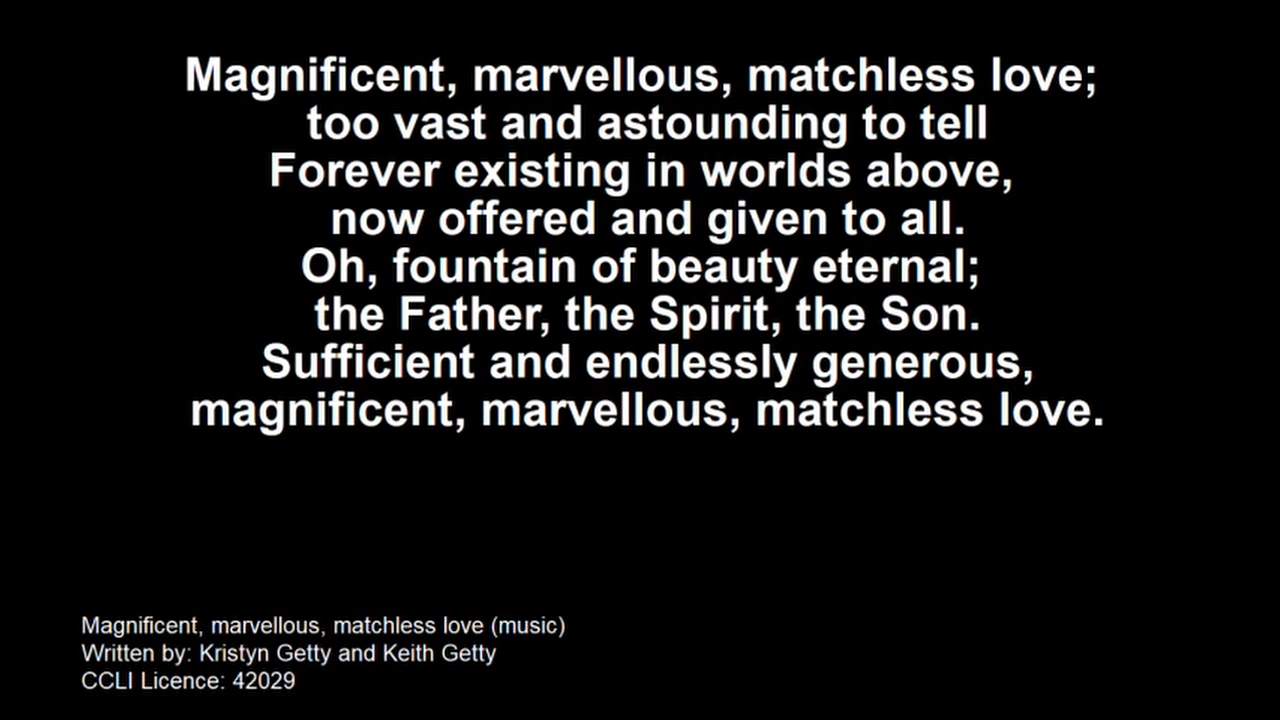 Magnificent, marvellous, matchless love;
too vast and astounding to tell
Forever existing in worlds above,
now offered and given to all.
Oh, fountain of beauty eternal;
the Father, the Spirit, the Son.
Sufficient and endlessly generous,
magnificent, marvellous, matchless love.
Magnificent, marvellous, matchless love (music)
Written by: Kristyn Getty and Keith Getty
CCLI Licence: 42029